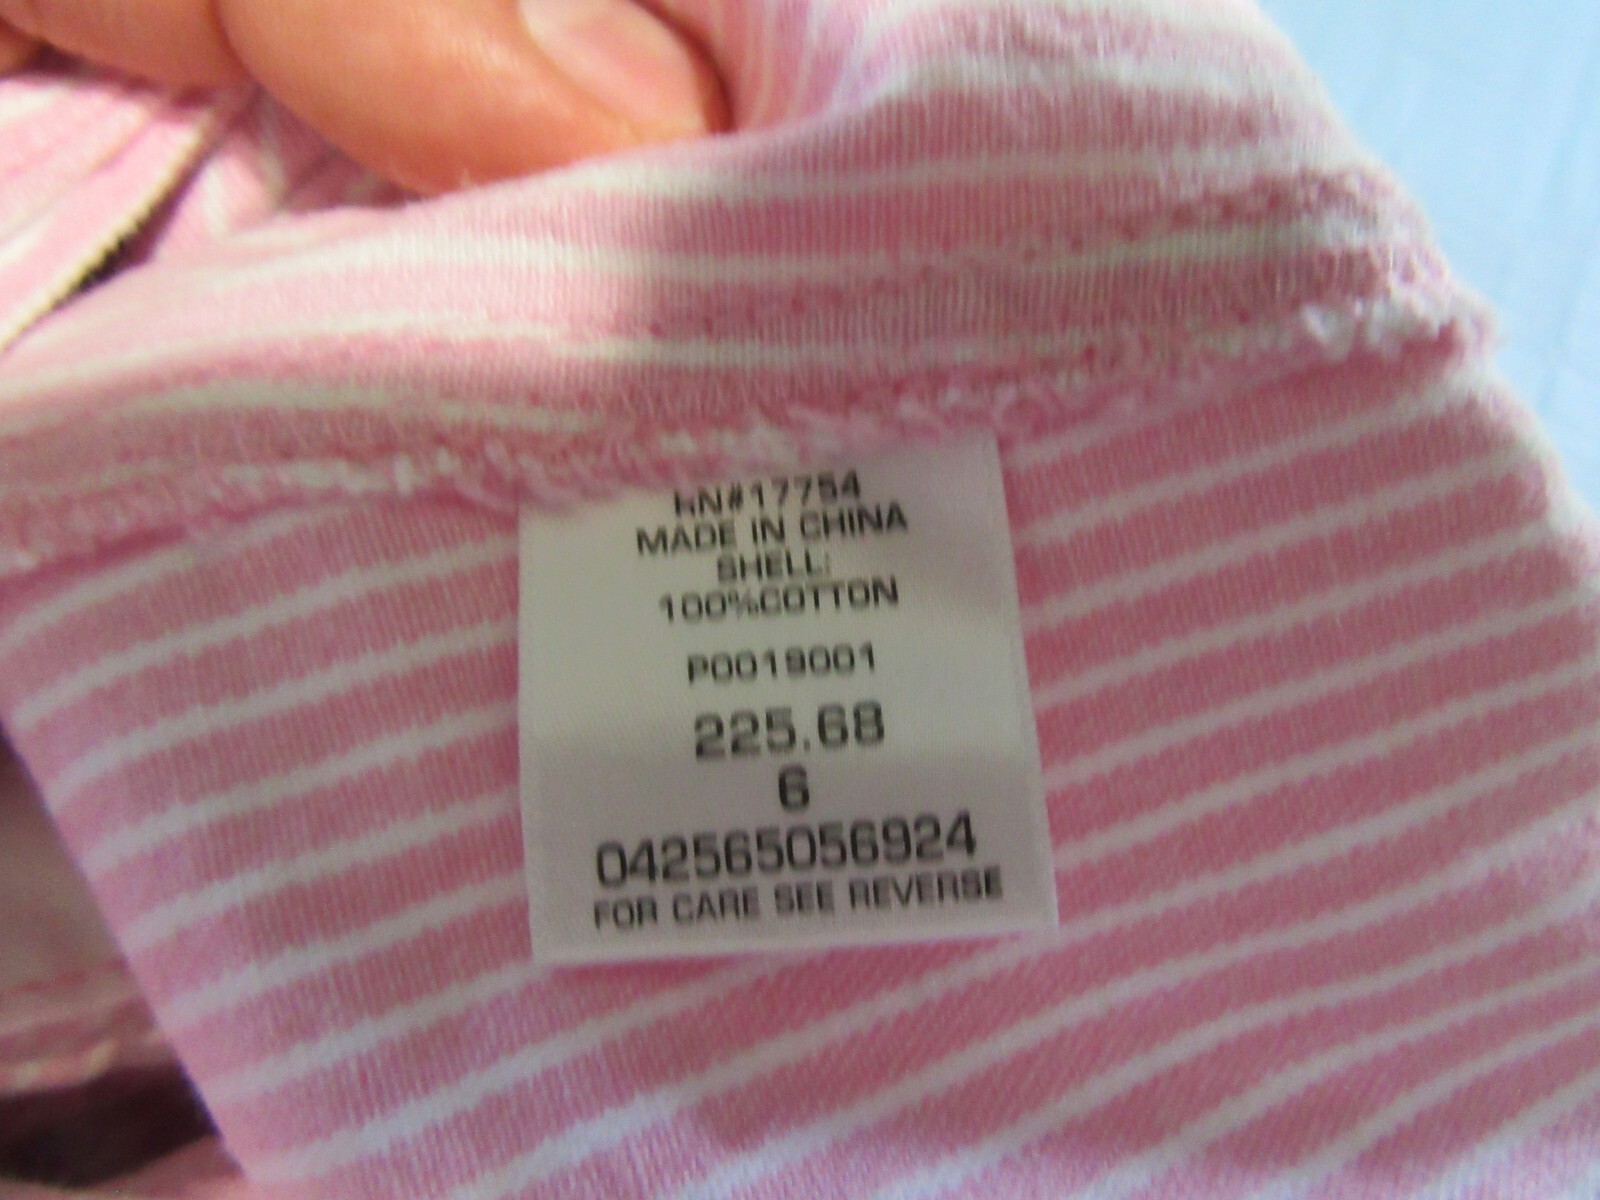 RN#17754
MADE IN CHINA
SHELL:
100%COTTON
P0019001
225.68
6
042565056924
FOR CARE SEE REVERSE